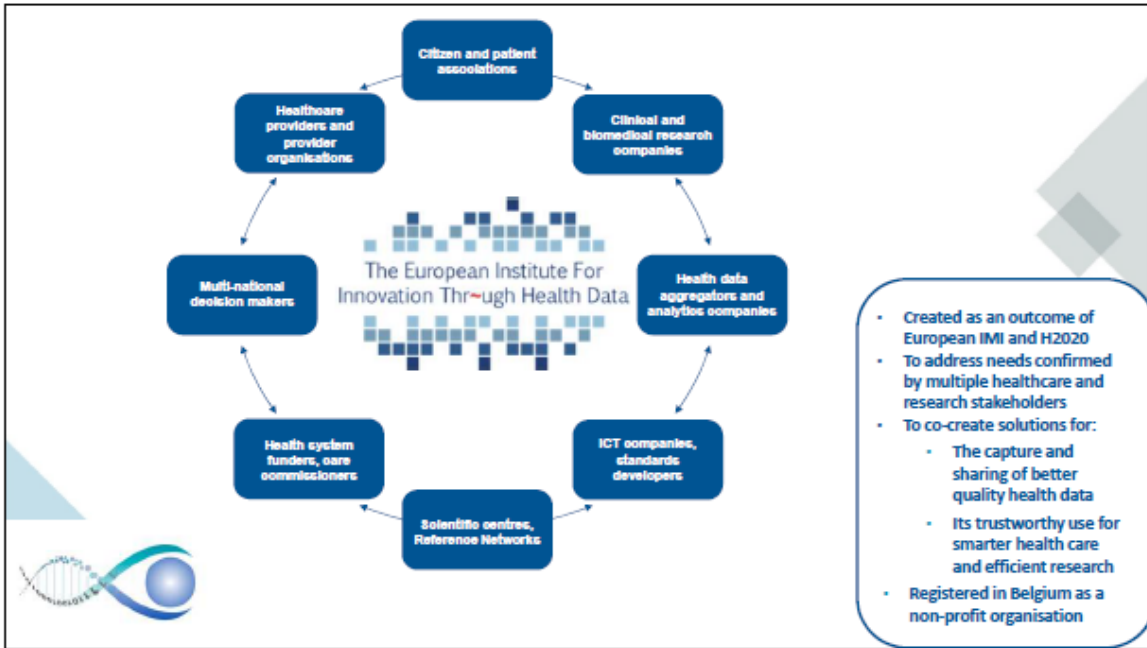 Citizen and patient
associations
Healthcare
providers and
provider
organisations
Clinical and
biomedical research
companies
The European Institute For
Innovation Thr~ugh Health Data
Multi-national
decision makers
Health data
aggregators and
analytics companies
Health system
funders, care
commissioners
ICT companies,
standards
developers
Scientific centres,
Reference Networks
• Created as an outcome of
European IMI and H2020
• To address needs confirmed
by multiple healthcare and
research stakeholders
• To co-create solutions for:
• The capture and
sharing of better
quality health data
• Its trustworthy use for
smarter health care
and efficient research
• Registered in Belgium as a
non-profit organisation